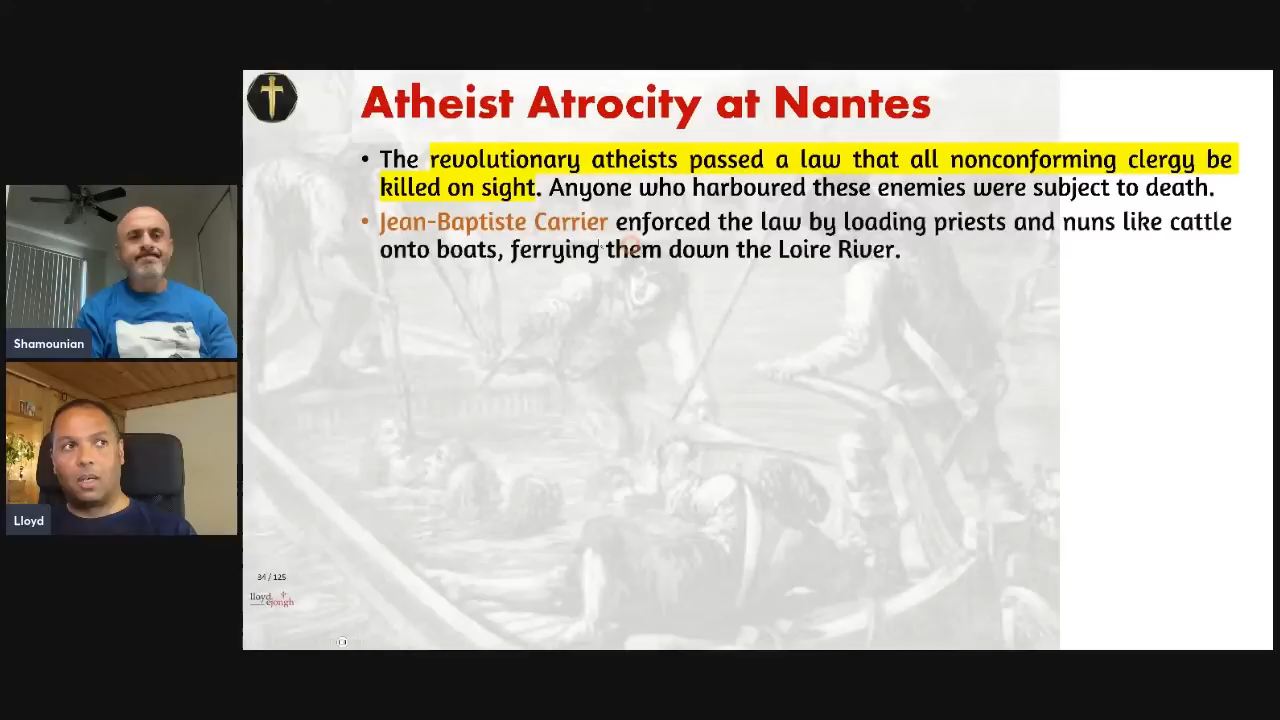 Atheist Atrocity at Nantes
• The revolutionary atheists passed a law that all nonconforming clergy be
killed on sight. Anyone who harboured these enemies were subject to death.
• Jean-Baptiste Carrier enforced the law by loading priests and nuns like cattle
onto boats, ferrying them down the Loire River.
Shamounian
Lloyd
34 / 125
lloyd
dejongh